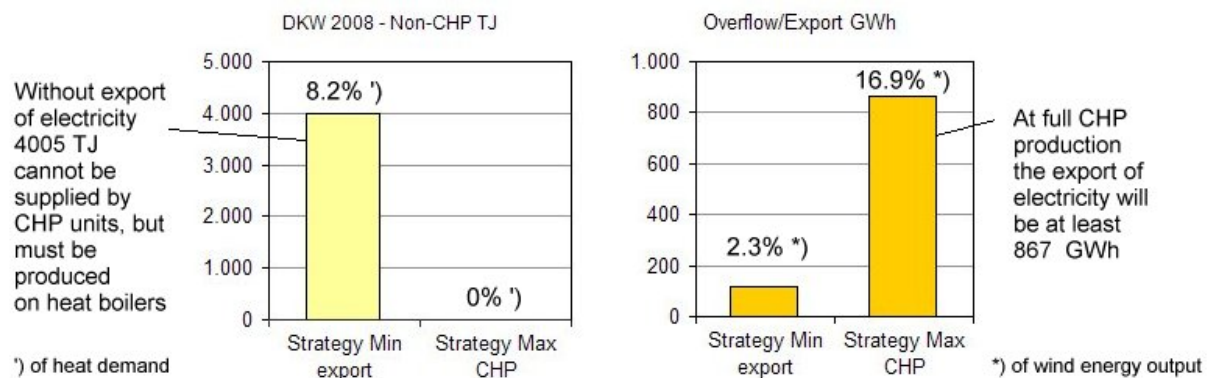 DKW 2008 - Non-CHP TJ
5.000
4.000
3.000
2.000
1.000
0
8.2% ')
0% ')
Strategy Min
export
Strategy Max
CHP
Without export
of electricity
4005 TJ
cannot be
supplied by
CHP units, but
must be
produced
on heat boilers
') of heat demand
Overflow/Export GWh
1.000
800
600
400
200
0
2.3% *)
16.9% *)
Strategy Min
export
Strategy Max
CHP
At full CHP
production
the export of
electricity will
be at least
867 GWh
*) of wind energy output